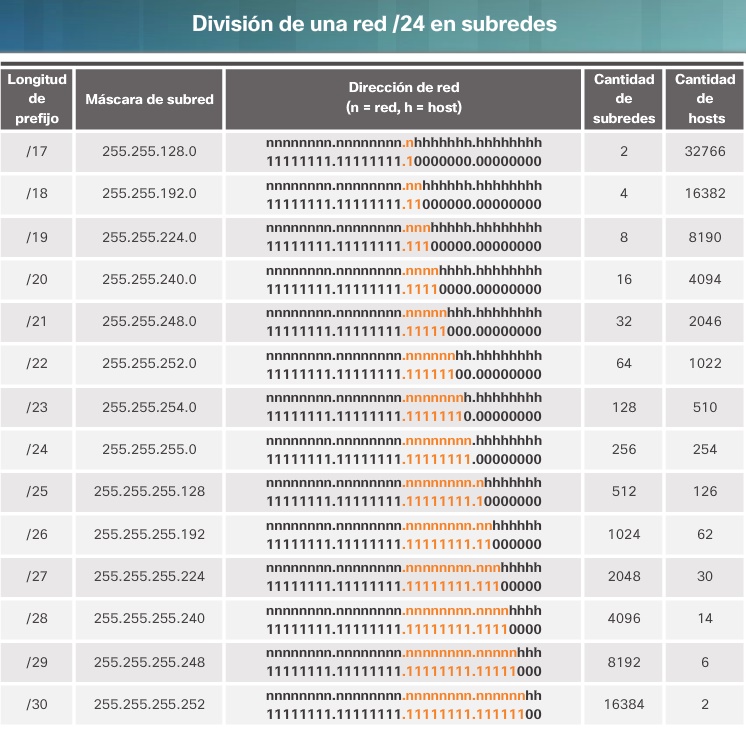 División de una red /24 en subredes
Longitud de prefijo Máscara de subred Dirección de red (n = red, h = host) Cantidad de subredes Cantidad de hosts
/17 255.255.128.0 nnnnnnnn.nnnnnnnn.nhhhhhhh.hhhhhhhh 2 32766
11111111.11111111.10000000.00000000
/18 255.255.192.0 nnnnnnnn.nnnnnnnn.nnhhhhhh.hhhhhhhh 4 16382
11111111.11111111.11000000.00000000
/19 255.255.224.0 nnnnnnnn.nnnnnnnn.nnnhhhhh.hhhhhhhh 8 8190
11111111.11111111.11100000.00000000
/20 255.255.240.0 nnnnnnnn.nnnnnnnn.nnnnhhhh.hhhhhhhh 16 4094
11111111.11111111.11110000.00000000
/21 255.255.248.0 nnnnnnnn.nnnnnnnn.nnnnnhhh.hhhhhhhh 32 2046
11111111.11111111.11111000.00000000
/22 255.255.252.0 nnnnnnnn.nnnnnnnn.nnnnnnhh.hhhhhhhh 64 1022
11111111.11111111.11111100.00000000
/23 255.255.254.0 nnnnnnnn.nnnnnnnn.nnnnnnnh.hhhhhhhh 128 510
11111111.11111111.11111110.00000000
/24 255.255.255.0 nnnnnnnn.nnnnnnnn.nnnnnnnn.hhhhhhhh 256 254
11111111.11111111.11111111.00000000
/25 255.255.255.128 nnnnnnnn.nnnnnnnn.nnnnnnnn.nhhhhhhh 512 126
11111111.11111111.11111111.10000000
/26 255.255.255.192 nnnnnnnn.nnnnnnnn.nnnnnnnn.nnhhhhhh 1024 62
11111111.11111111.11111111.11000000
/27 255.255.255.224 nnnnnnnn.nnnnnnnn.nnnnnnnn.nnnhhhhh 2048 30
11111111.11111111.11111111.11100000
/28 255.255.255.240 nnnnnnnn.nnnnnnnn.nnnnnnnn.nnnnhhhh 4096 14
11111111.11111111.11111111.11110000
/29 255.255.255.248 nnnnnnnn.nnnnnnnn.nnnnnnnn.nnnnnhhh 8192 6
11111111.11111111.11111111.11111000
/30 255.255.255.252 nnnnnnnn.nnnnnnnn.nnnnnnnn.nnnnnnhh 16384 2
11111111.11111111.11111111.11111100